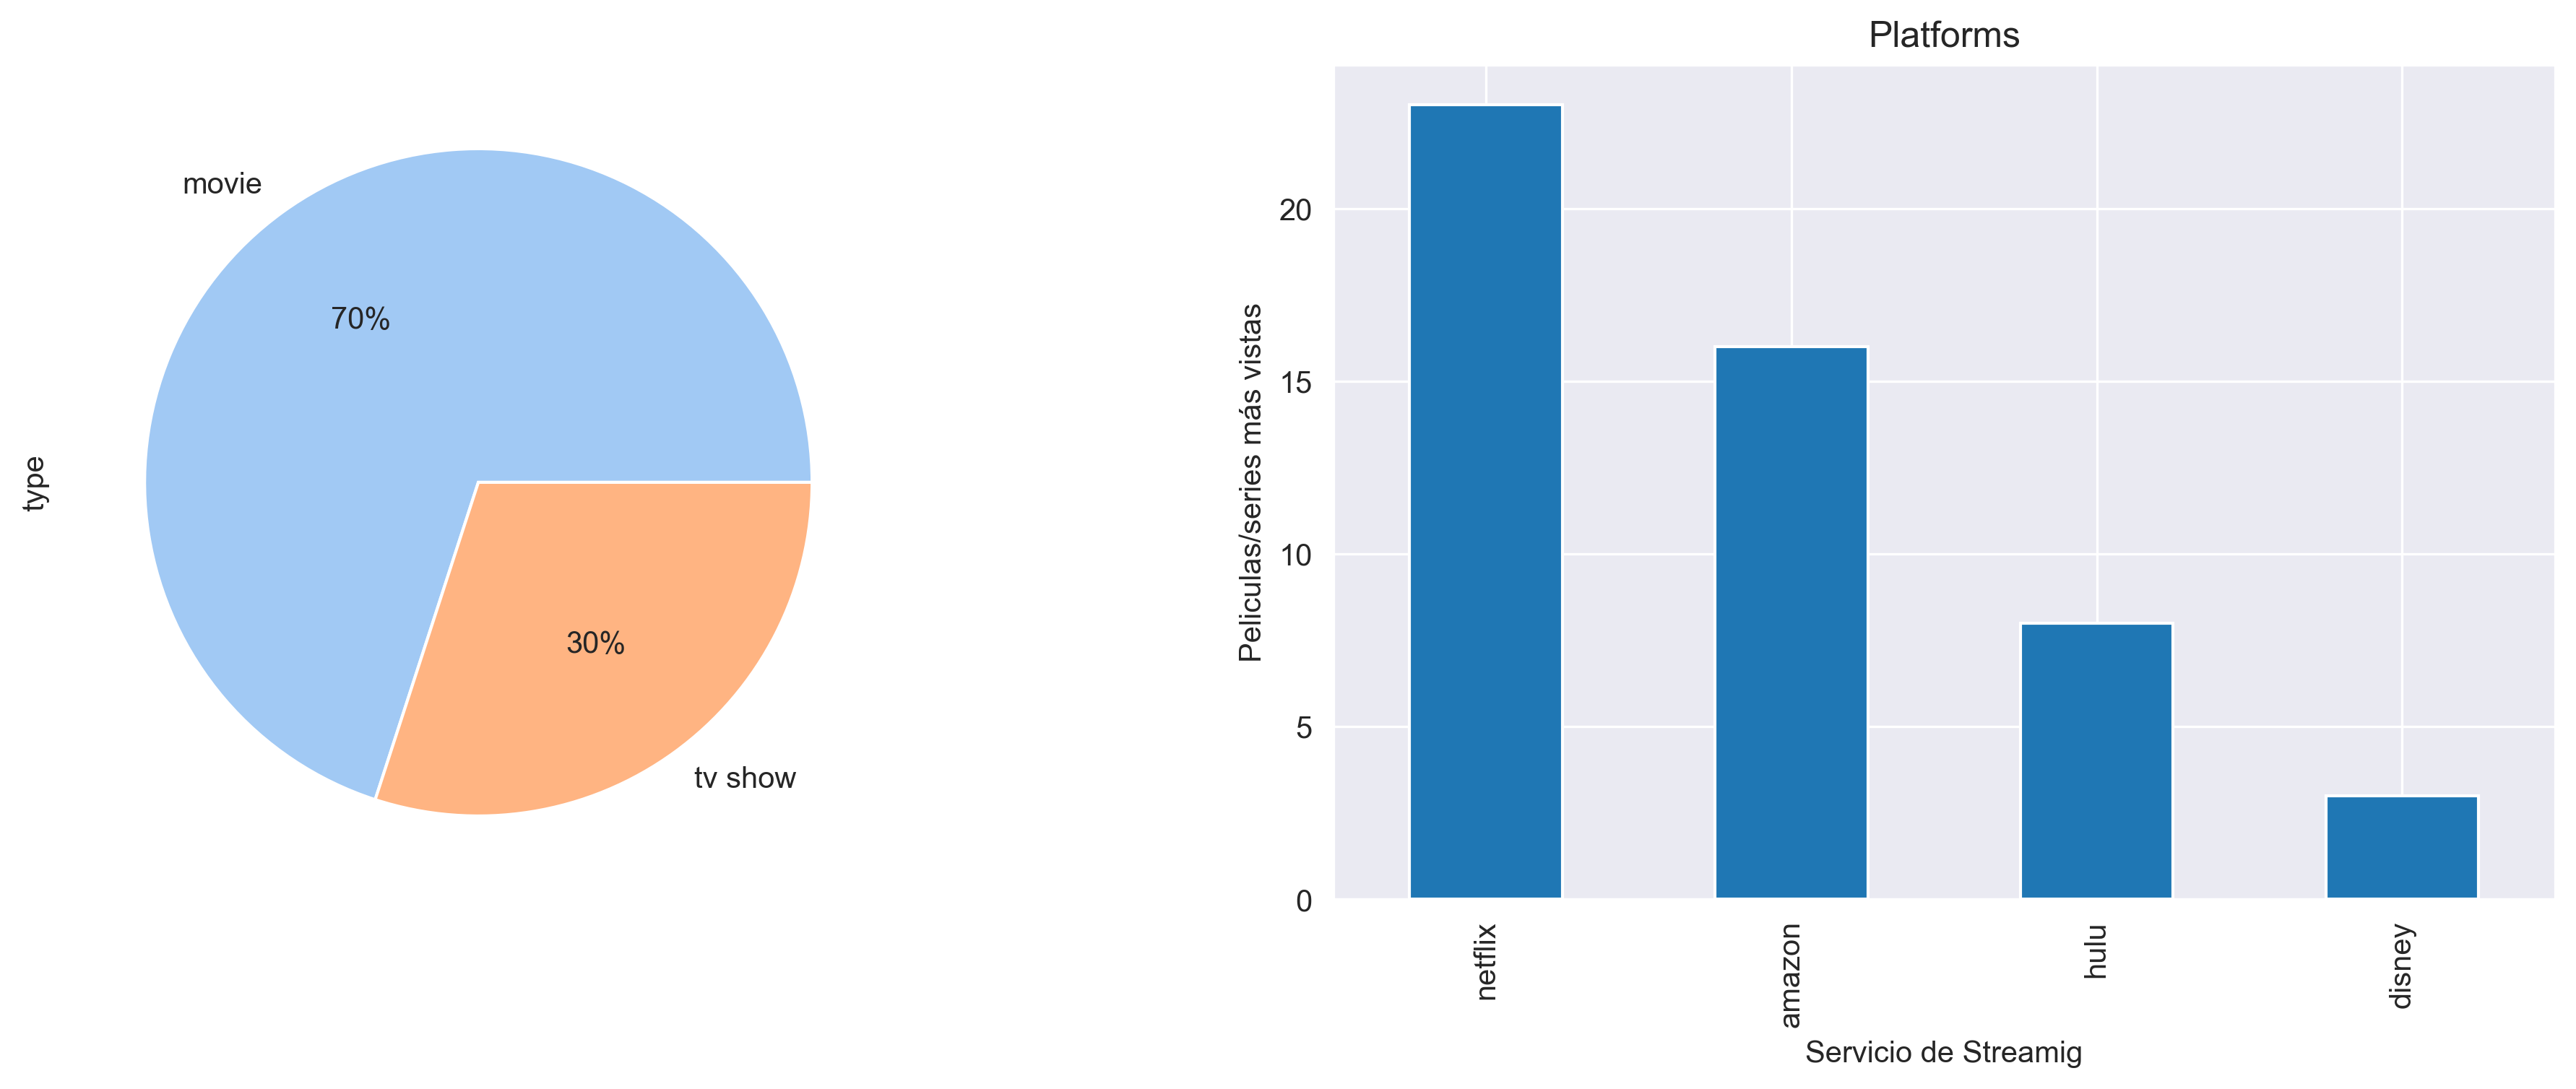 movie
70%
type
30%
tv show
Platforms
20
15
10
5
0
Peliculas/series más vistas
netflix
amazon
hulu
disney
Servicio de Streamig